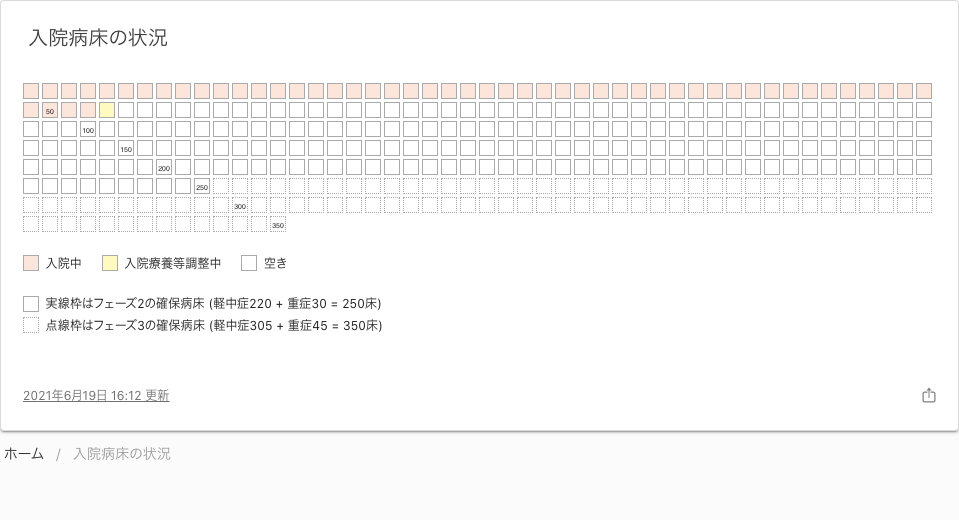 入院病床の状況
50
100
150
200
250
300
350
入院中 入院療養等調整中 空き
実線枠はフェーズ2の確保病床 (軽中症220 + 重症30 = 250床)
点線枠はフェーズ3の確保病床 (軽中症305 + 重症45 = 350床)
2021年6月19日 16:12 更新
ホーム / 入院病床の状況